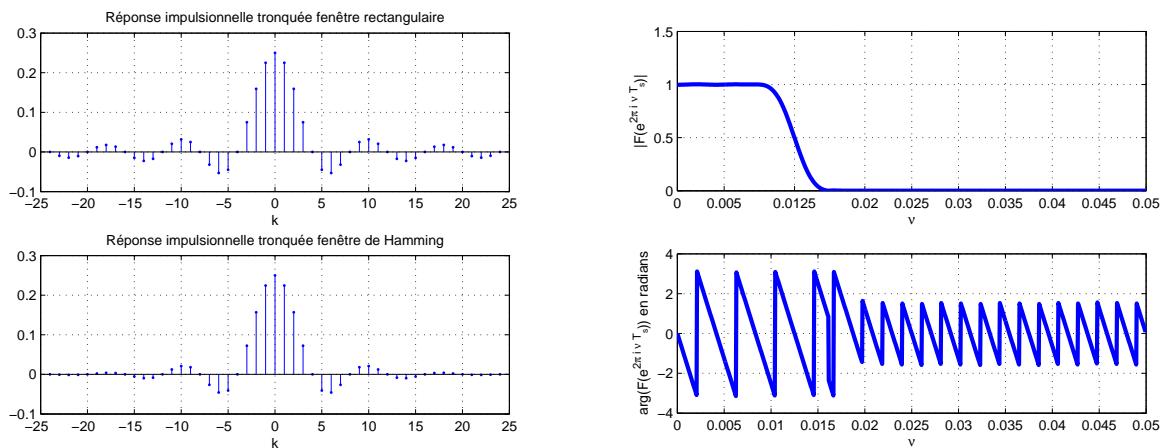 Réponse impulsionnelle tronquée fenêtre rectangulaire
0.3
0.2
0.1
0
−0.1
−25 −20 −15 −10 −5 0 5 10 15 20 25
k
Réponse impulsionnelle tronquée fenêtre de Hamming
0.3
0.2
0.1
0
−0.1
−25 −20 −15 −10 −5 0 5 10 15 20 25
k
1.5
1
0.5
0
|F(e^{2π i ν T_s})|
0 0.005 0.0125 0.02 0.025 0.03 0.035 0.04 0.045 0.05
ν
4
2
0
−2
−4
arg(F(e^{2π i ν T_s})) en radians
0 0.005 0.01 0.015 0.02 0.025 0.03 0.035 0.04 0.045 0.05
ν